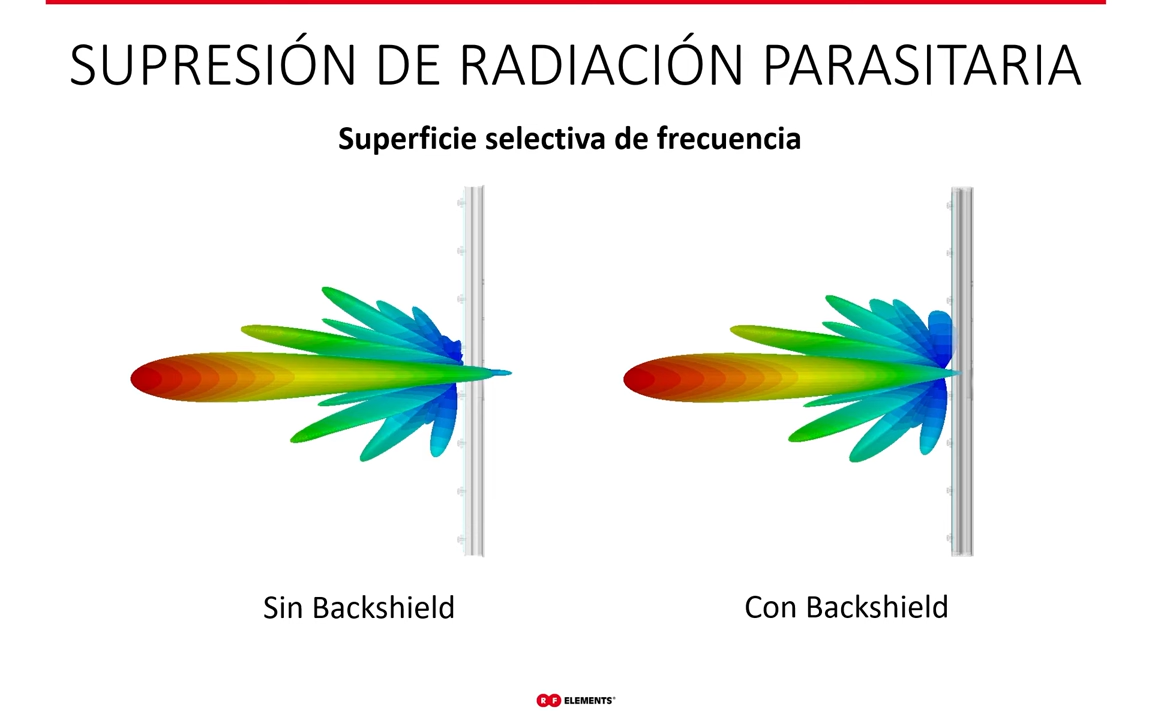 SUPRESIÓN DE RADIACIÓN PARASITARIA
Superficie selectiva de frecuencia
Sin Backshield
Con Backshield
RF ELEMENTS®